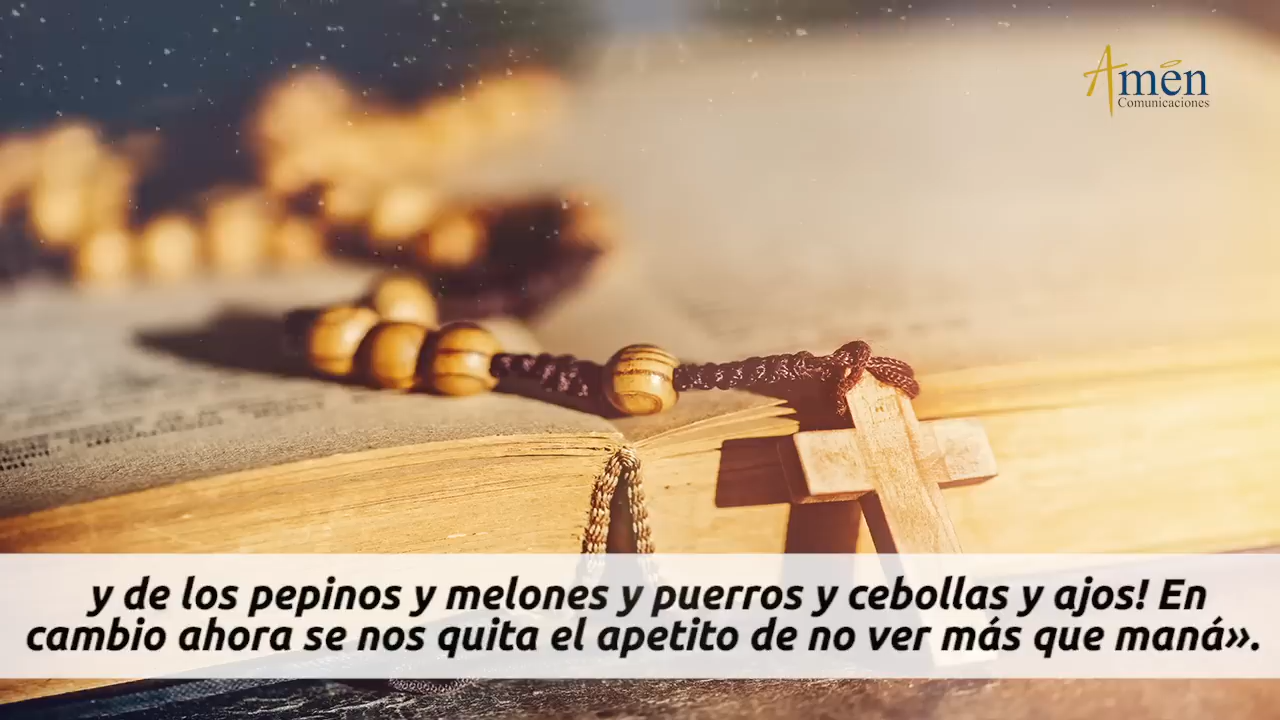 Amén
Comunicaciones
y de los pepinos y melones y puerros y cebollas y ajos! En
cambio ahora se nos quita el apetito de no ver más que maná».